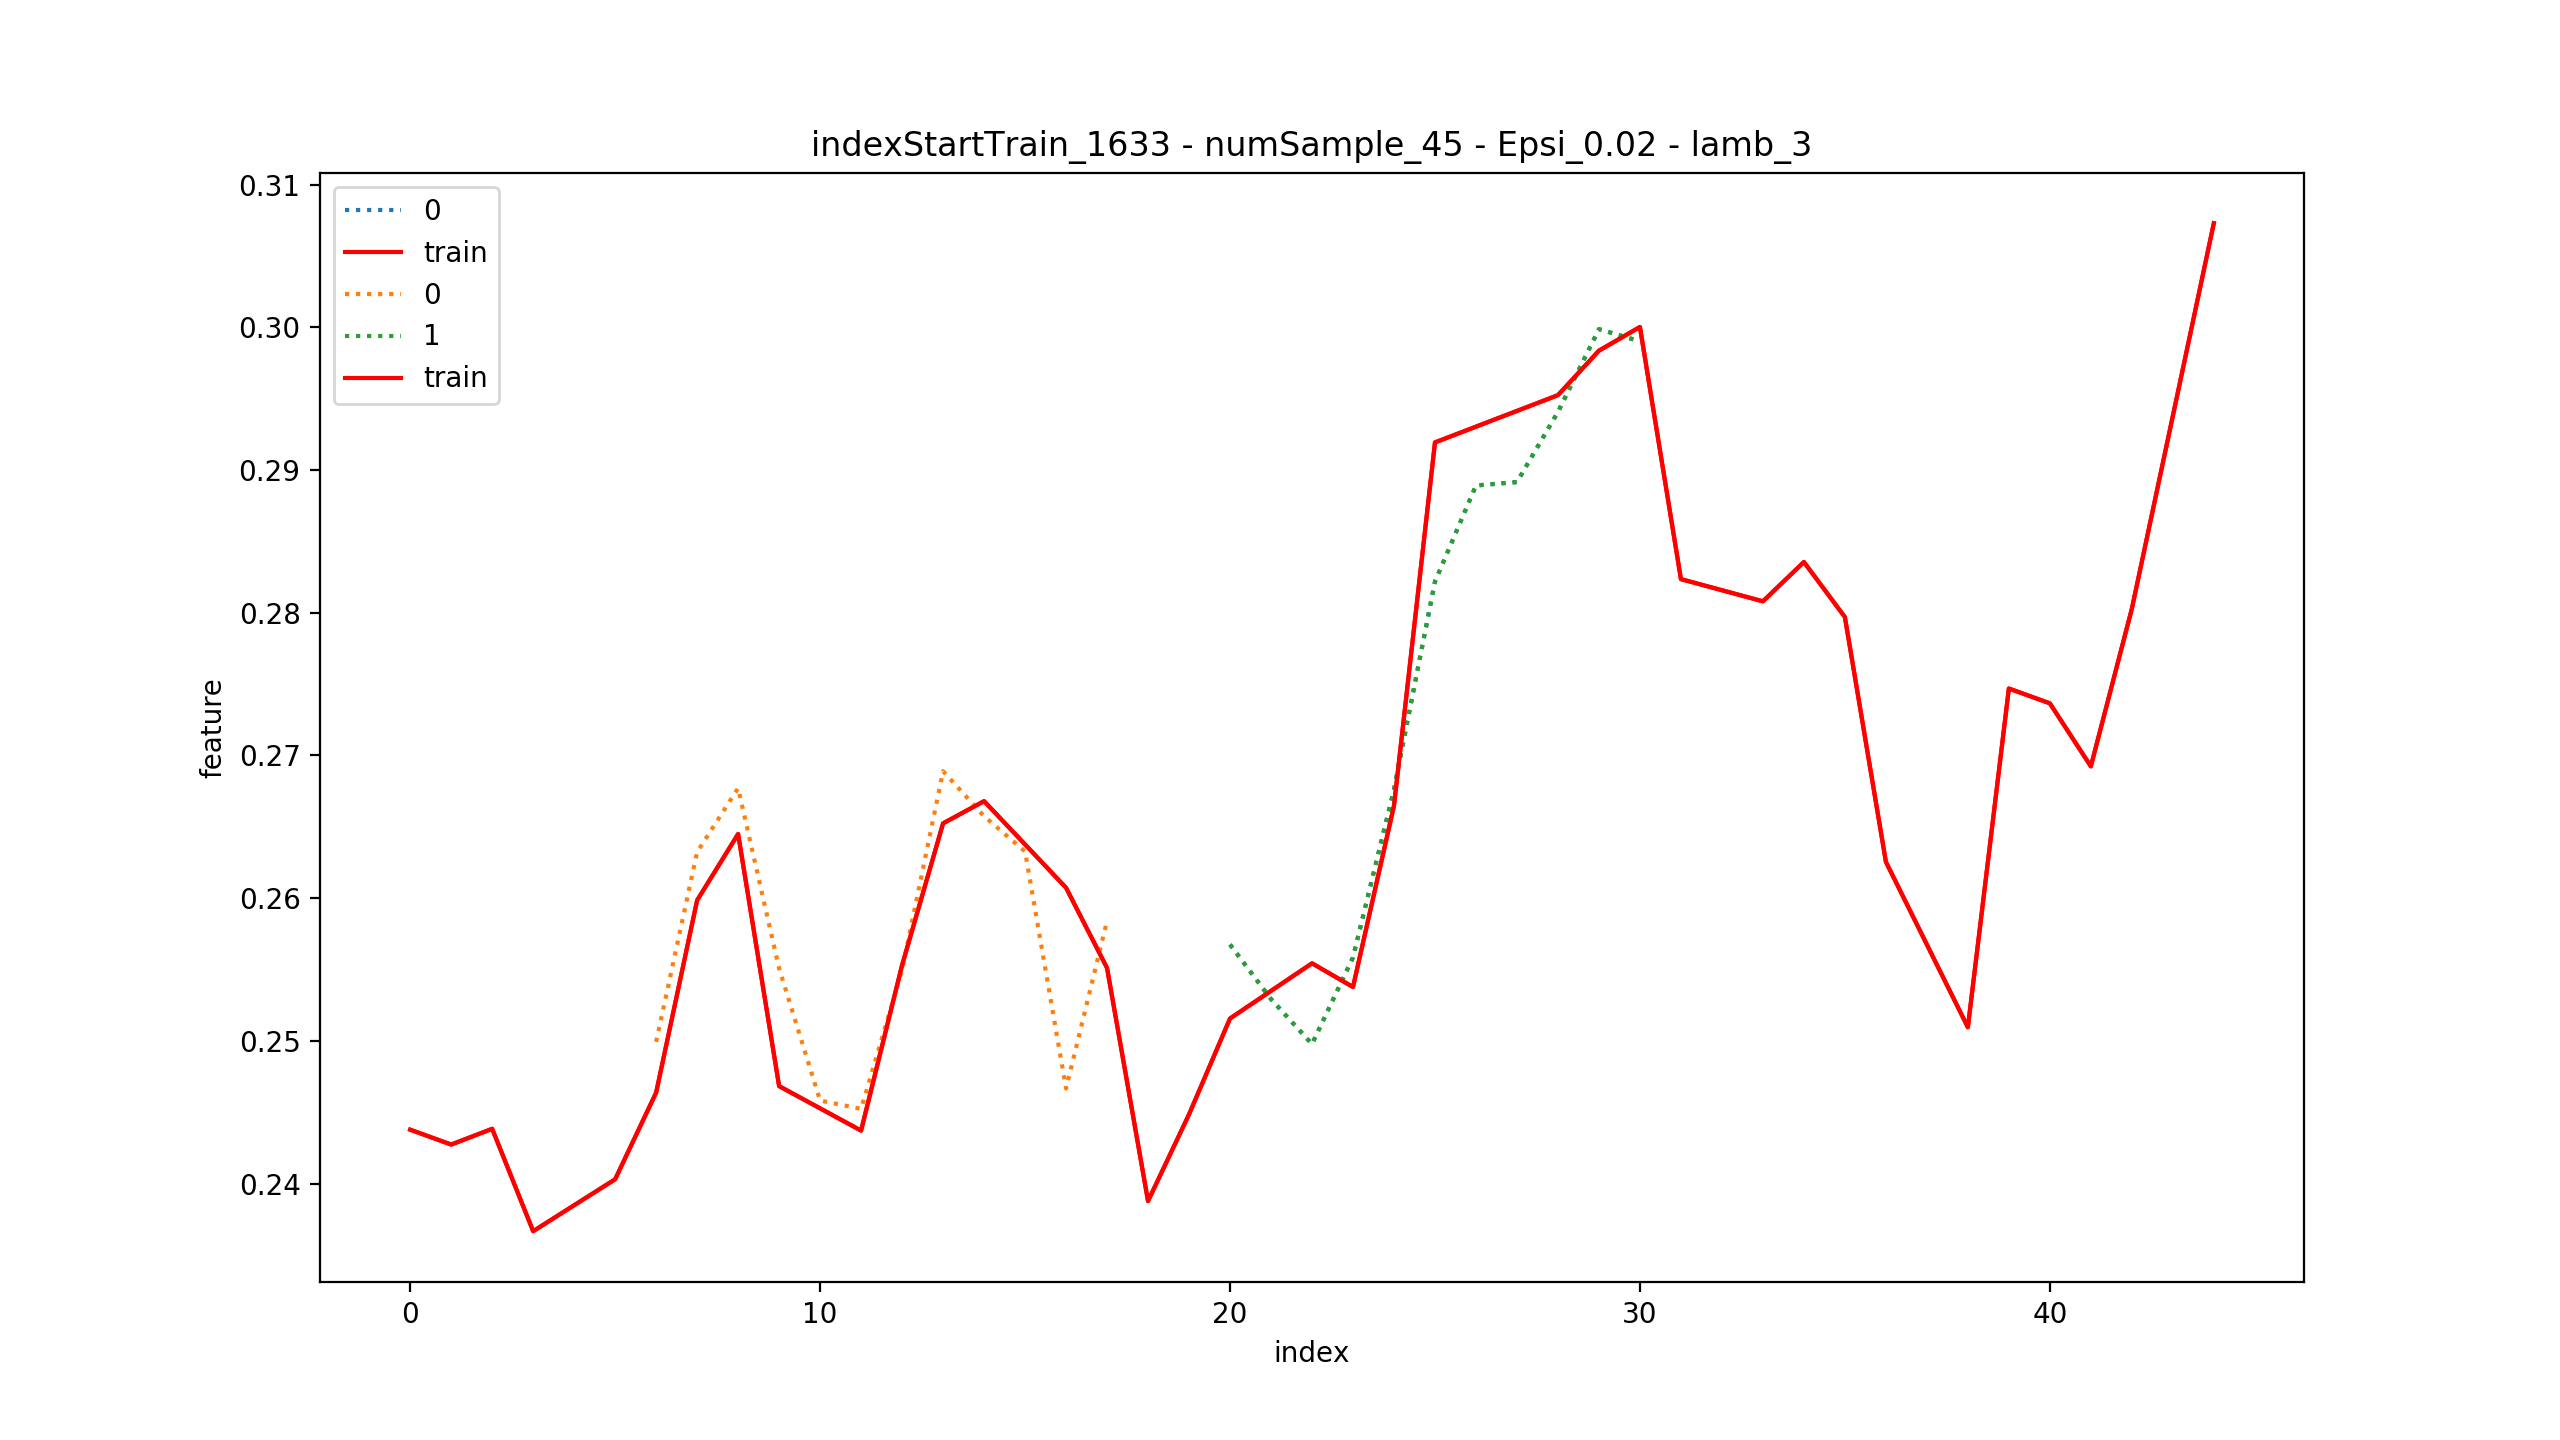 indexStartTrain_1633 - numSample_45 - Epsi_0.02 - lamb_3
0.31
0.30
0.29
0.28
0.27
0.26
0.25
0.24
feature
0
train
0
1
train
0 10 20 30 40
index